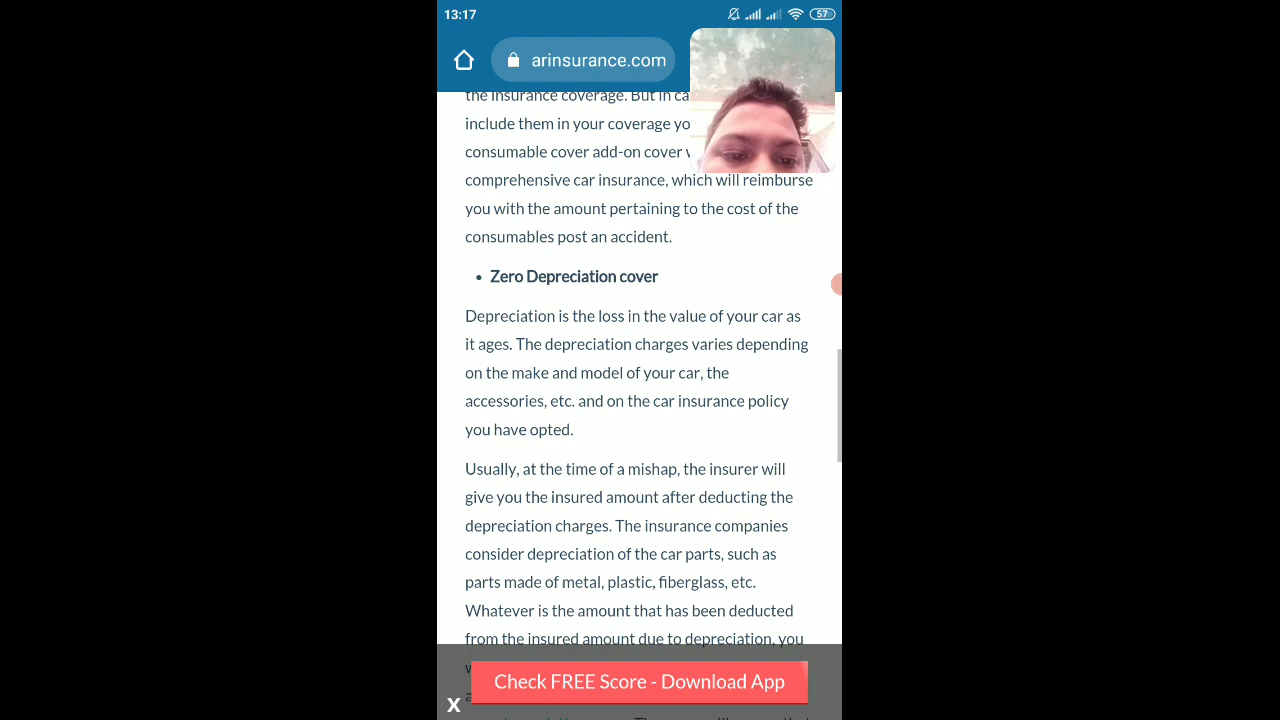 13:17
57
arinsurance.com
the insurance coverage. But in ca
include them in your coverage yo
consumable cover add-on cover
comprehensive car insurance, which will reimburse
you with the amount pertaining to the cost of the
consumables post an accident.
• Zero Depreciation cover
Depreciation is the loss in the value of your car as
it ages. The depreciation charges varies depending
on the make and model of your car, the
accessories, etc. and on the car insurance policy
you have opted.
Usually, at the time of a mishap, the insurer will
give you the insured amount after deducting the
depreciation charges. The insurance companies
consider depreciation of the car parts, such as
parts made of metal, plastic, fiberglass, etc.
Whatever is the amount that has been deducted
from the insured amount due to depreciation, you
Check FREE Score - Download App
X